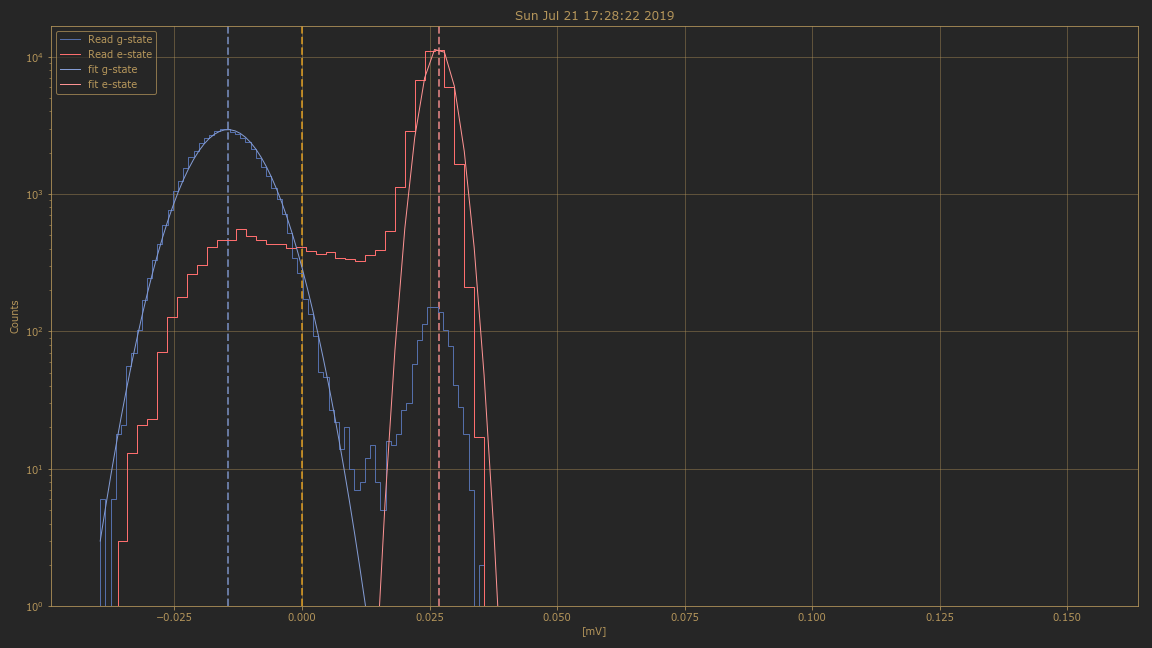 Sun Jul 21 17:28:22 2019
Read g-state
Read e-state
fit g-state
fit e-state
Counts
10⁴
10³
10²
10¹
10⁰
−0.025 0.000 0.025 0.050 0.075 0.100 0.125 0.150
[mV]